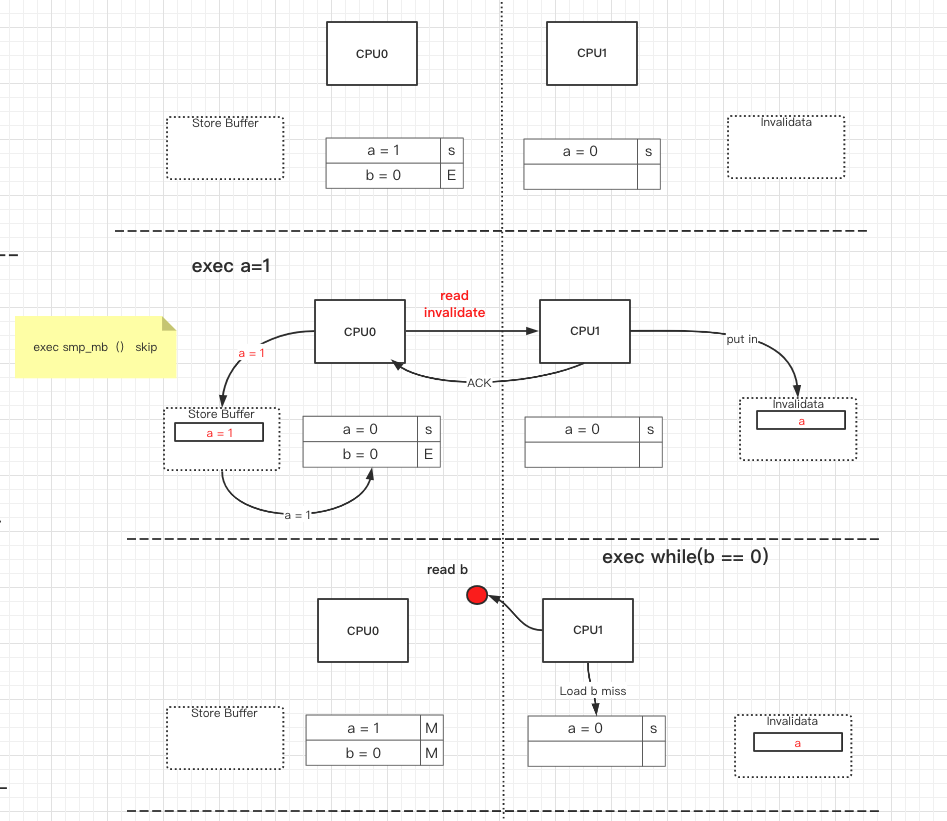 CPU0
CPU1
Store Buffer
Invalidata
a = 1 s
b = 0 E
a = 0 s
exec a=1
read
invalidate
CPU0
CPU1
exec smp_mb () skip
a = 1
put in
ACK
Store Buffer
a = 1
a = 0 s
b = 0 E
a = 0 s
Invalidata
a
a = 1
exec while(b == 0)
read b
CPU0
CPU1
Load b miss
Store Buffer
a = 1 M
b = 0 M
a = 0 s
Invalidata
a